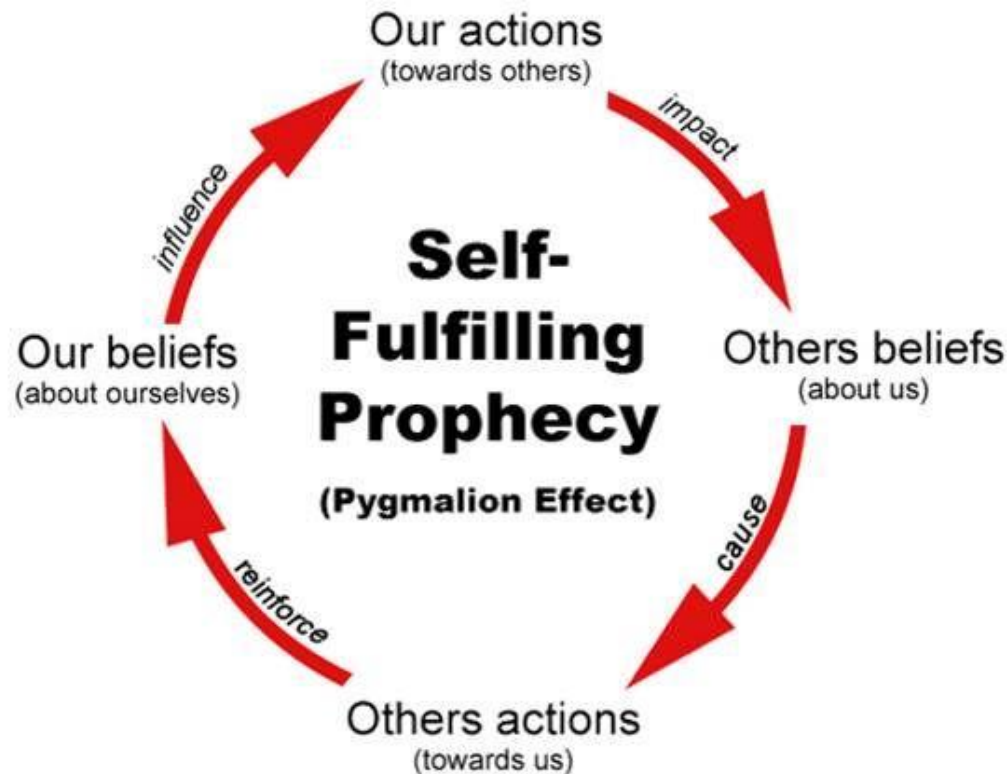 Our actions
(towards others)
impact
Others beliefs
(about us)
cause
Others actions
(towards us)
reinforce
Our beliefs
(about ourselves)
influence
Self-
Fulfilling
Prophecy
(Pygmalion Effect)